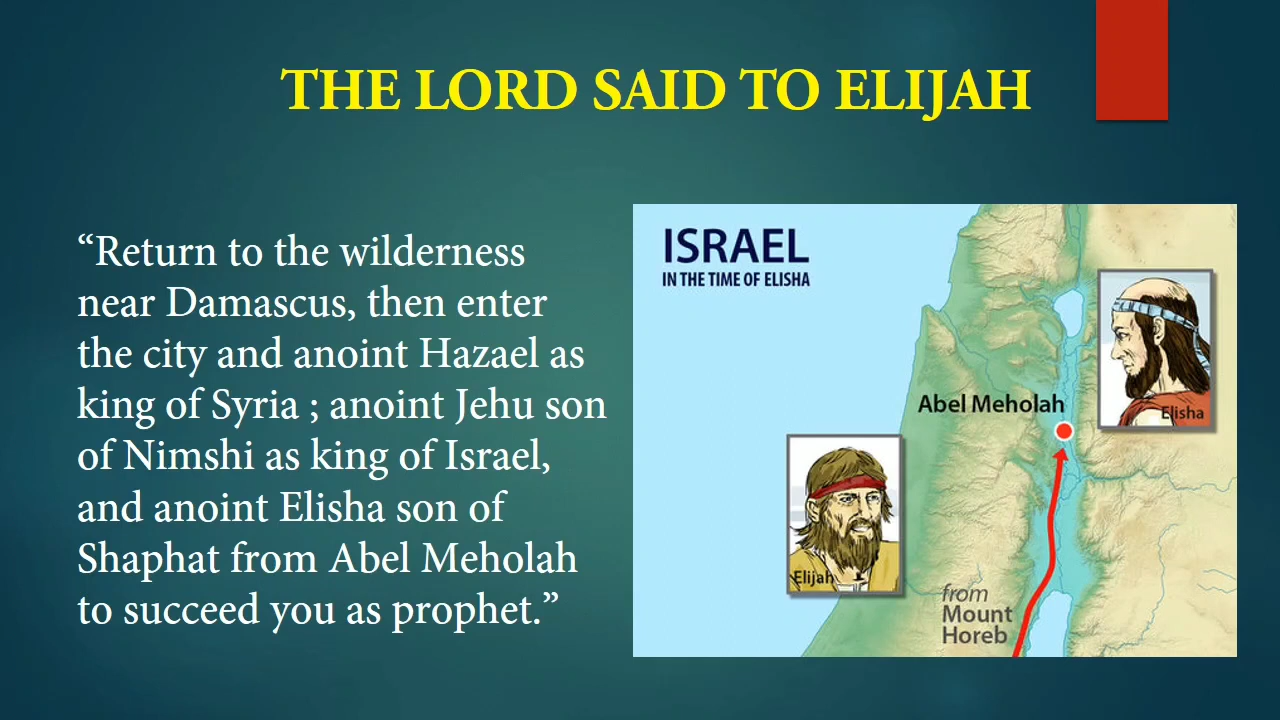 THE LORD SAID TO ELIJAH
“Return to the wilderness
near Damascus, then enter
the city and anoint Hazael as
king of Syria ; anoint Jehu son
of Nimshi as king of Israel,
and anoint Elisha son of
Shaphat from Abel Meholah
to succeed you as prophet.”
ISRAEL
IN THE TIME OF ELISHA
Abel Meholah
Elisha
Elijah
from
Mount
Horeb